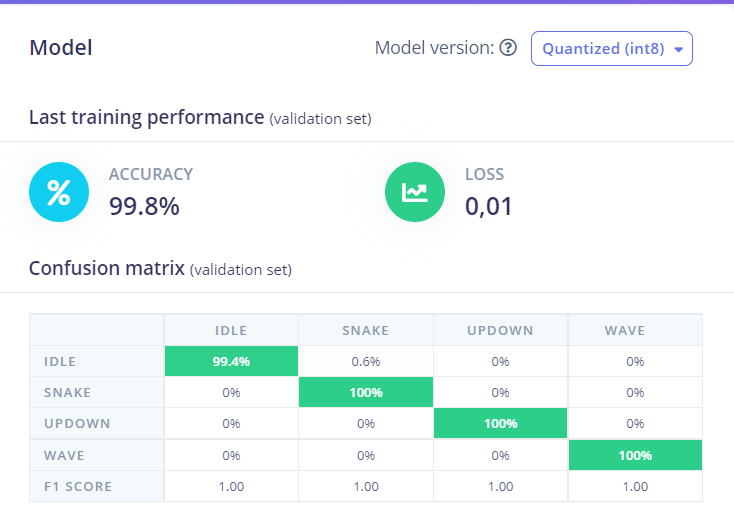 Model
Model version: ? Quantized (int8)
Last training performance (validation set)
% ACCURACY
99.8%
LOSS
0,01
Confusion matrix (validation set)
IDLE SNAKE UPDOWN WAVE
IDLE 99.4% 0.6% 0% 0%
SNAKE 0% 100% 0% 0%
UPDOWN 0% 0% 100% 0%
WAVE 0% 0% 0% 100%
F1 SCORE 1.00 1.00 1.00 1.00